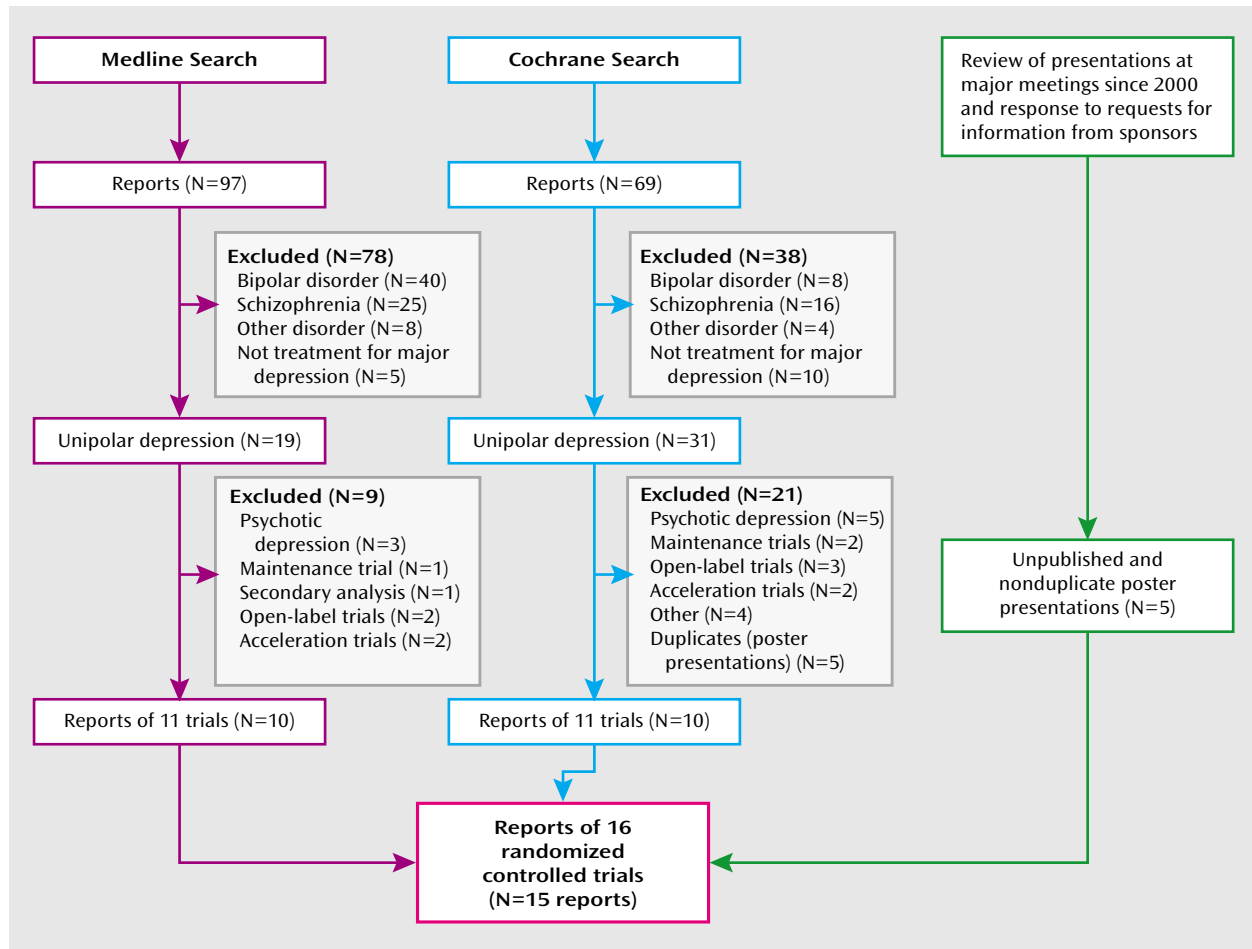 Medline Search
Reports (N=97)
Excluded (N=78)
Bipolar disorder (N=40)
Schizophrenia (N=25)
Other disorder (N=8)
Not treatment for major
depression (N=5)
Unipolar depression (N=19)
Excluded (N=9)
Psychotic
depression (N=3)
Maintenance trial (N=1)
Secondary analysis (N=1)
Open-label trials (N=2)
Acceleration trials (N=2)
Reports of 11 trials (N=10)
Cochrane Search
Reports (N=69)
Excluded (N=38)
Bipolar disorder (N=8)
Schizophrenia (N=16)
Other disorder (N=4)
Not treatment for major
depression (N=10)
Unipolar depression (N=31)
Excluded (N=21)
Psychotic depression (N=5)
Maintenance trials (N=2)
Open-label trials (N=3)
Acceleration trials (N=2)
Other (N=4)
Duplicates (poster
presentations) (N=5)
Reports of 11 trials (N=10)
Review of presentations at
major meetings since 2000
and response to requests for
information from sponsors
Unpublished and
nonduplicate poster
presentations (N=5)
Reports of 16
randomized
controlled trials
(N=15 reports)